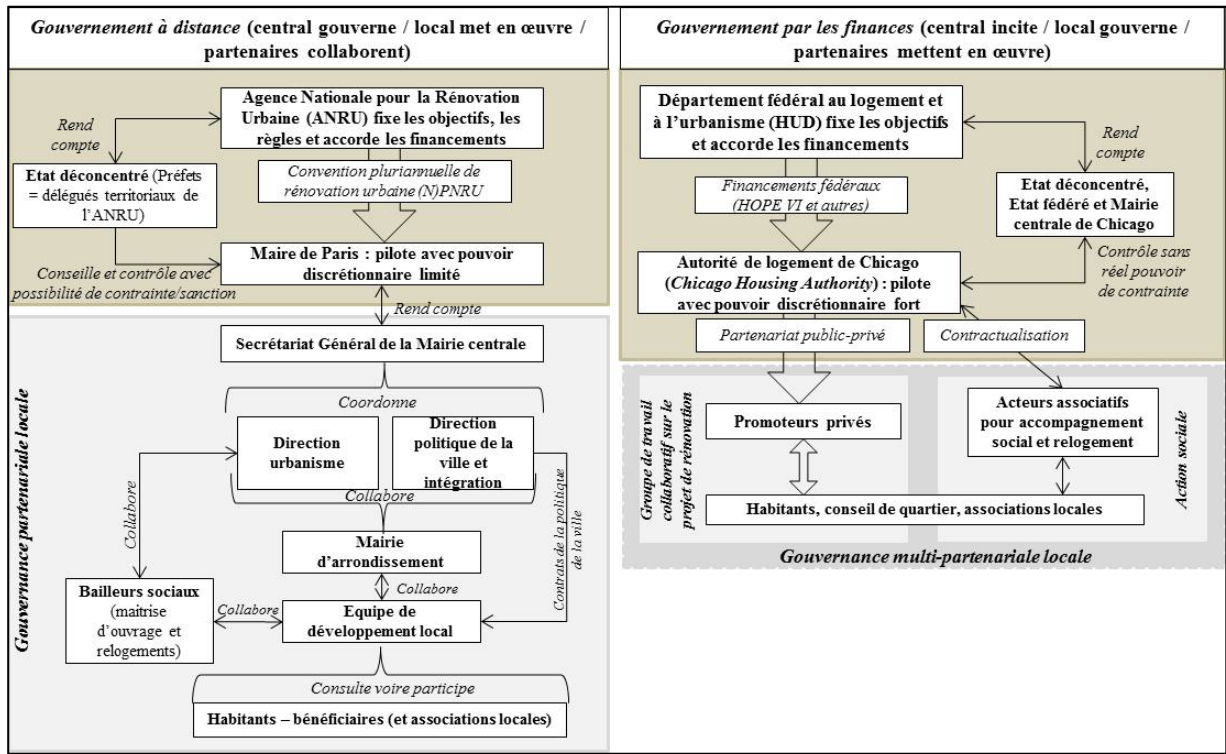 Gouvernement à distance (central gouverne / local met en œuvre /
partenaires collaborent)
Agence Nationale pour la Rénovation
Urbaine (ANRU) fixe les objectifs, les
règles et accorde les financements
Rend
compte
Etat déconcentré (Préfets
= délégués territoriaux de
l’ANRU)
Convention pluriannuelle de
rénovation urbaine (N)PNRU
Maire de Paris : pilote avec pouvoir
discrétionnaire limité
Conseille et contrôle avec
possibilité de contrainte/sanction
Rend compte
Gouvernance partenariale locale
Secrétariat Général de la Mairie centrale
Coordonne
Direction
urbanisme
Direction
politique de la
ville et
intégration
Collabore
Collabore
Contrats de la politique
de la ville
Mairie
d’arrondissement
Collabore
Bailleurs sociaux
(maitrise
d’ouvrage et
relogements)
Collabore
Equipe de
développement local
Consulte voire participe
Habitants – bénéficiaires (et associations locales)
Gouvernement par les finances (central incite / local gouverne /
partenaires mettent en œuvre)
Département fédéral au logement et
à l’urbanisme (HUD) fixe les objectifs
et accorde les financements
Rend
compte
Financements fédéraux
(HOPE VI et autres)
Etat déconcentré,
Etat fédéré et Mairie
centrale de Chicago
Autorité de logement de Chicago
(Chicago Housing Authority) : pilote
avec pouvoir discrétionnaire fort
Contrôle sans
réel pouvoir
de contrainte
Partenariat public-privé
Contractualisation
Groupe de travail
collaboratif sur le
projet de rénovation
Promoteurs privés
Acteurs associatifs
pour accompagnement
social et relogement
Action sociale
Habitants, conseil de quartier, associations locales
Gouvernance multi-partenariale locale